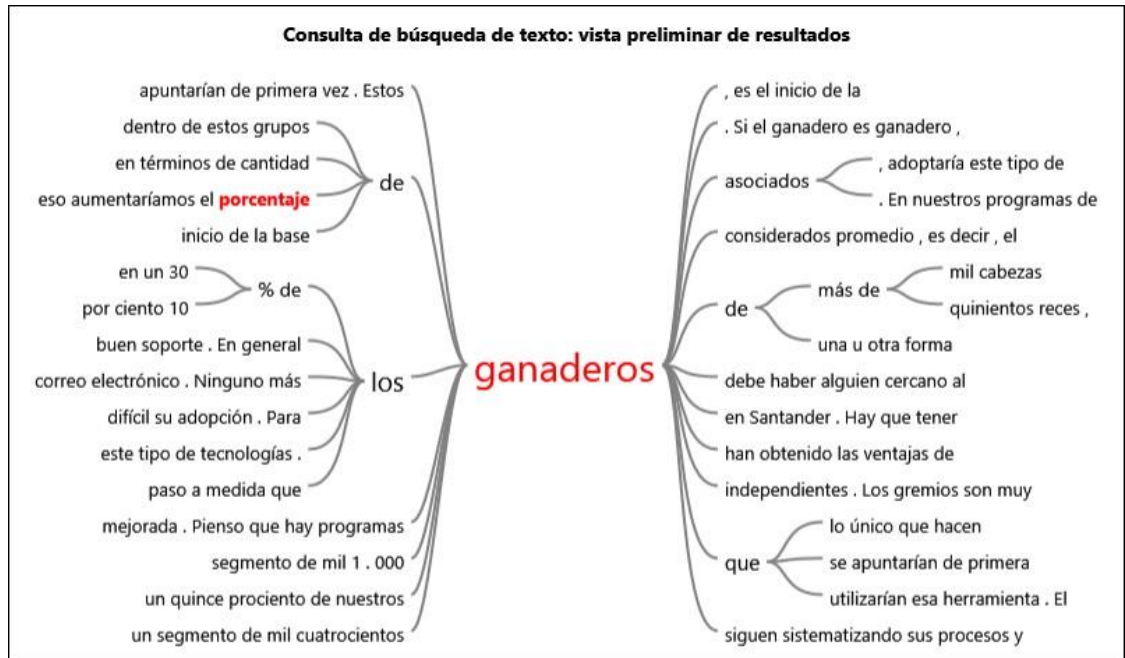 Consulta de búsqueda de texto: vista preliminar de resultados
apuntarían de primera vez . Estos
dentro de estos grupos
en términos de cantidad
eso aumentaríamos el porcentaje
inicio de la base
de
en un 30
por ciento 10
% de
buen soporte . En general
correo electrónico . Ninguno más
difícil su adopción . Para
este tipo de tecnologías .
paso a medida que
los
mejorada . Pienso que hay programas
segmento de mil 1 . 000
un quince prociento de nuestros
un segmento de mil cuatrocientos
ganaderos
, es el inicio de la
. Si el ganadero es ganadero ,
asociados
, adoptaría este tipo de
. En nuestros programas de
considerados promedio , es decir , el
de
más de
mil cabezas
quinientos reces ,
una u otra forma
debe haber alguien cercano al
en Santander . Hay que tener
han obtenido las ventajas de
independientes . Los gremios son muy
que
lo único que hacen
se apuntarían de primera
utilizarían esa herramienta . El
siguen sistematizando sus procesos y